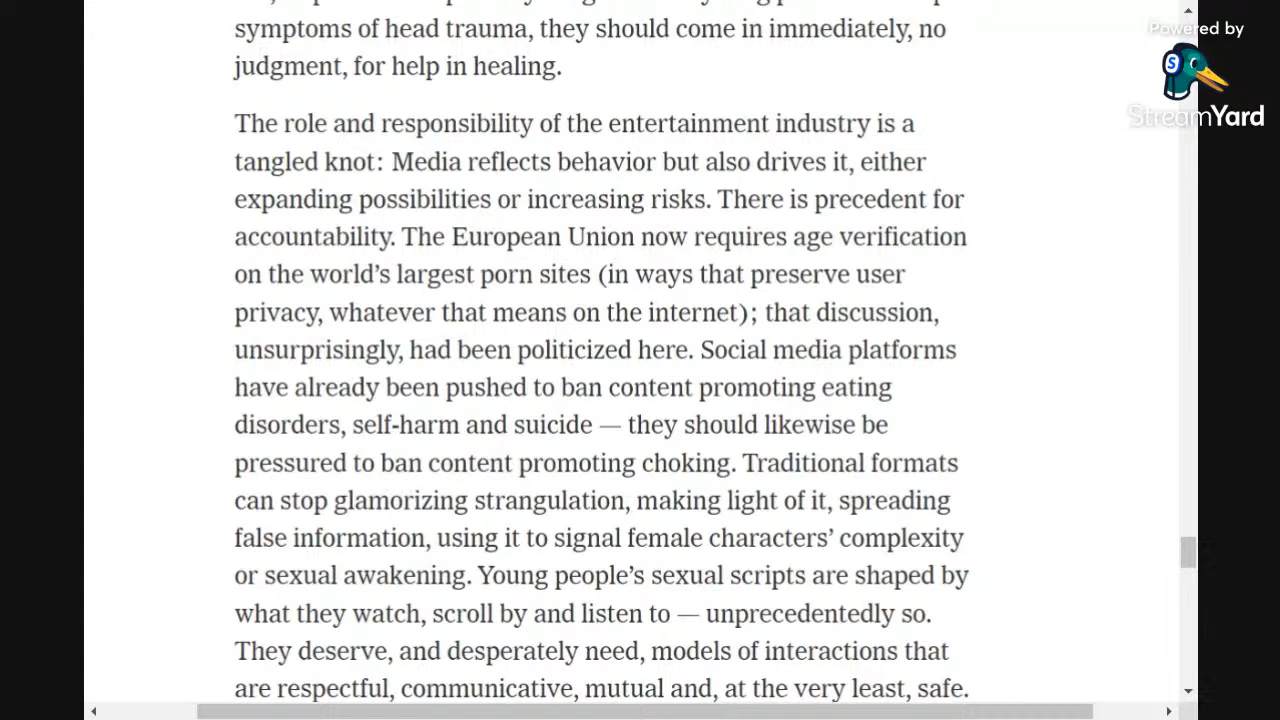 symptoms of head trauma, they should come in immediately, no
judgment, for help in healing.
The role and responsibility of the entertainment industry is a
tangled knot: Media reflects behavior but also drives it, either
expanding possibilities or increasing risks. There is precedent for
accountability. The European Union now requires age verification
on the world’s largest porn sites (in ways that preserve user
privacy, whatever that means on the internet); that discussion,
unsurprisingly, had been politicized here. Social media platforms
have already been pushed to ban content promoting eating
disorders, self-harm and suicide — they should likewise be
pressured to ban content promoting choking. Traditional formats
can stop glamorizing strangulation, making light of it, spreading
false information, using it to signal female characters’ complexity
or sexual awakening. Young people’s sexual scripts are shaped by
what they watch, scroll by and listen to — unprecedentedly so.
They deserve, and desperately need, models of interactions that
are respectful, communicative, mutual and, at the very least, safe.
Powered by
S
StreamYard